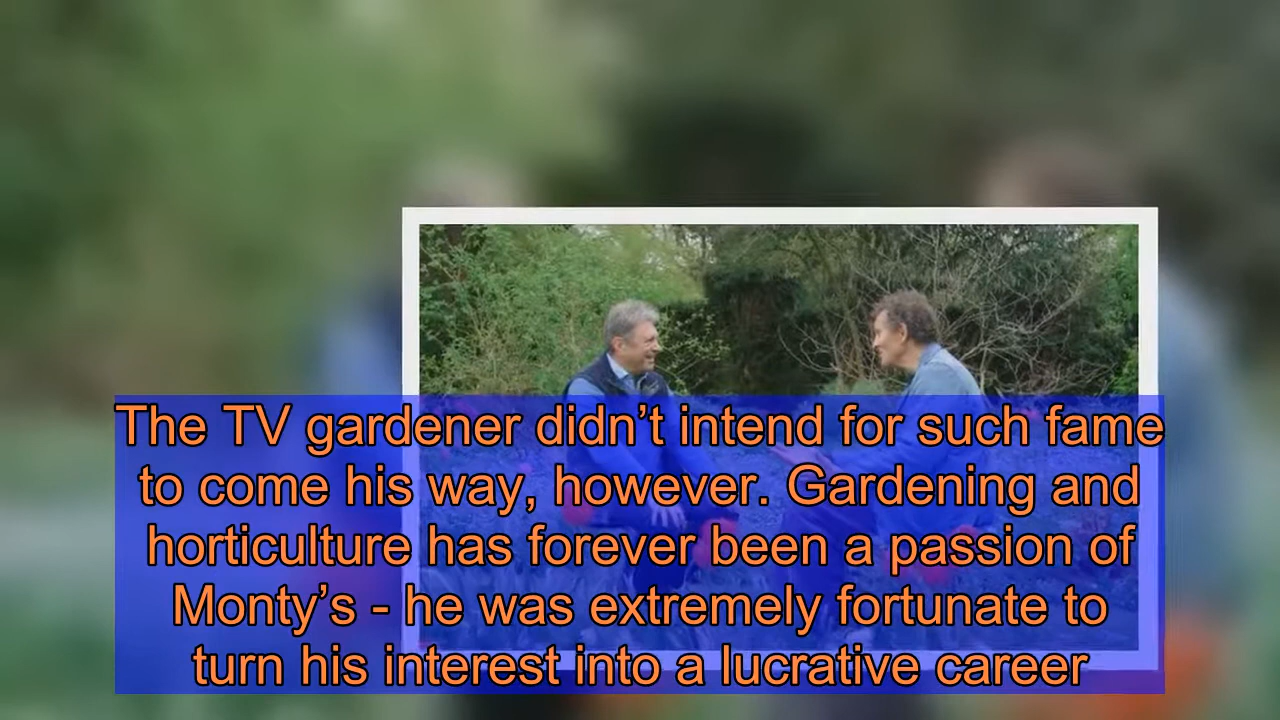 The TV gardener didn’t intend for such fame
to come his way, however. Gardening and
horticulture has forever been a passion of
Monty’s - he was extremely fortunate to
turn his interest into a lucrative career